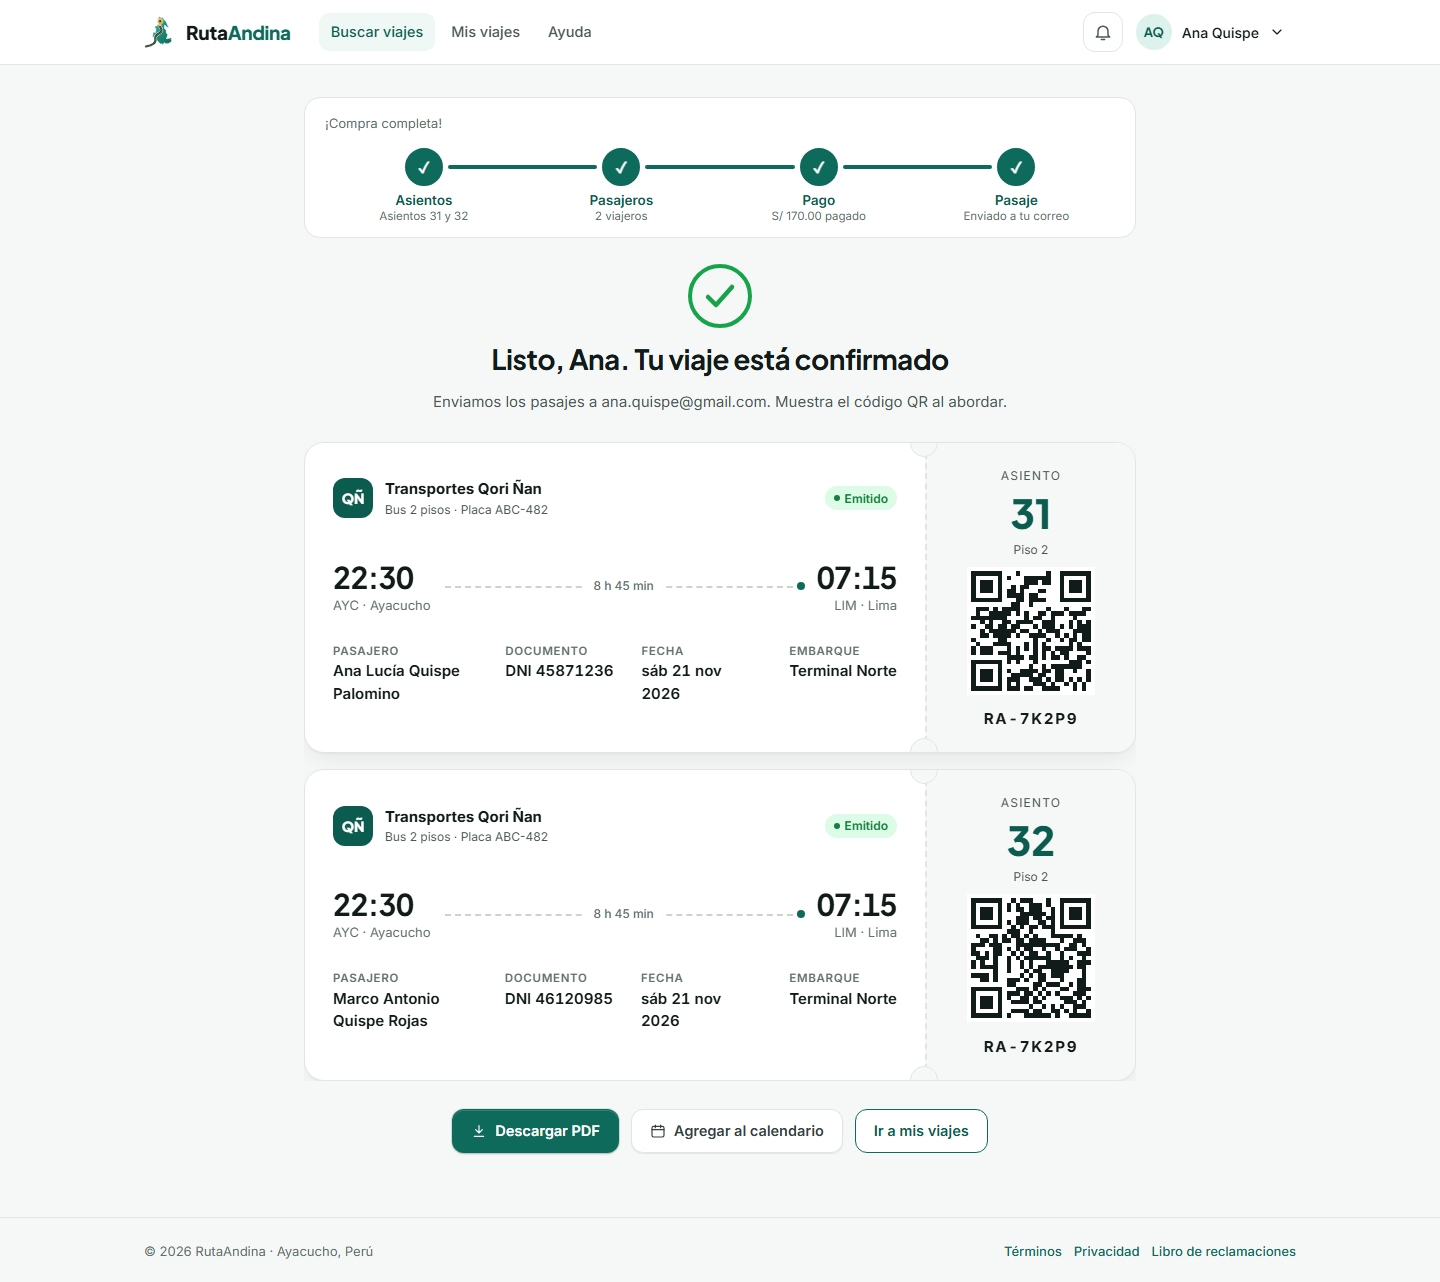 RutaAndina
Buscar viajes
Mis viajes
Ayuda
AQ
Ana Quispe
¡Compra completa!
Asientos
Asientos 31 y 32
Pasajeros
2 viajeros
Pago
S/ 170.00 pagado
Pasaje
Enviado a tu correo
Listo, Ana. Tu viaje está confirmado
Enviamos los pasajes a ana.quispe@gmail.com. Muestra el código QR al abordar.
QÑ
Transportes Qori Ñan
Bus 2 pisos · Placa ABC-482
Emitido
22:30
AYC · Ayacucho
8 h 45 min
07:15
LIM · Lima
PASAJERO
Ana Lucía Quispe
Palomino
DOCUMENTO
DNI 45871236
FECHA
sáb 21 nov
2026
EMBARQUE
Terminal Norte
ASIENTO
31
Piso 2
RA-7K2P9
QÑ
Transportes Qori Ñan
Bus 2 pisos · Placa ABC-482
Emitido
22:30
AYC · Ayacucho
8 h 45 min
07:15
LIM · Lima
PASAJERO
Marco Antonio
Quispe Rojas
DOCUMENTO
DNI 46120985
FECHA
sáb 21 nov
2026
EMBARQUE
Terminal Norte
ASIENTO
32
Piso 2
RA-7K2P9
Descargar PDF
Agregar al calendario
Ir a mis viajes
© 2026 RutaAndina · Ayacucho, Perú
Términos
Privacidad
Libro de reclamaciones